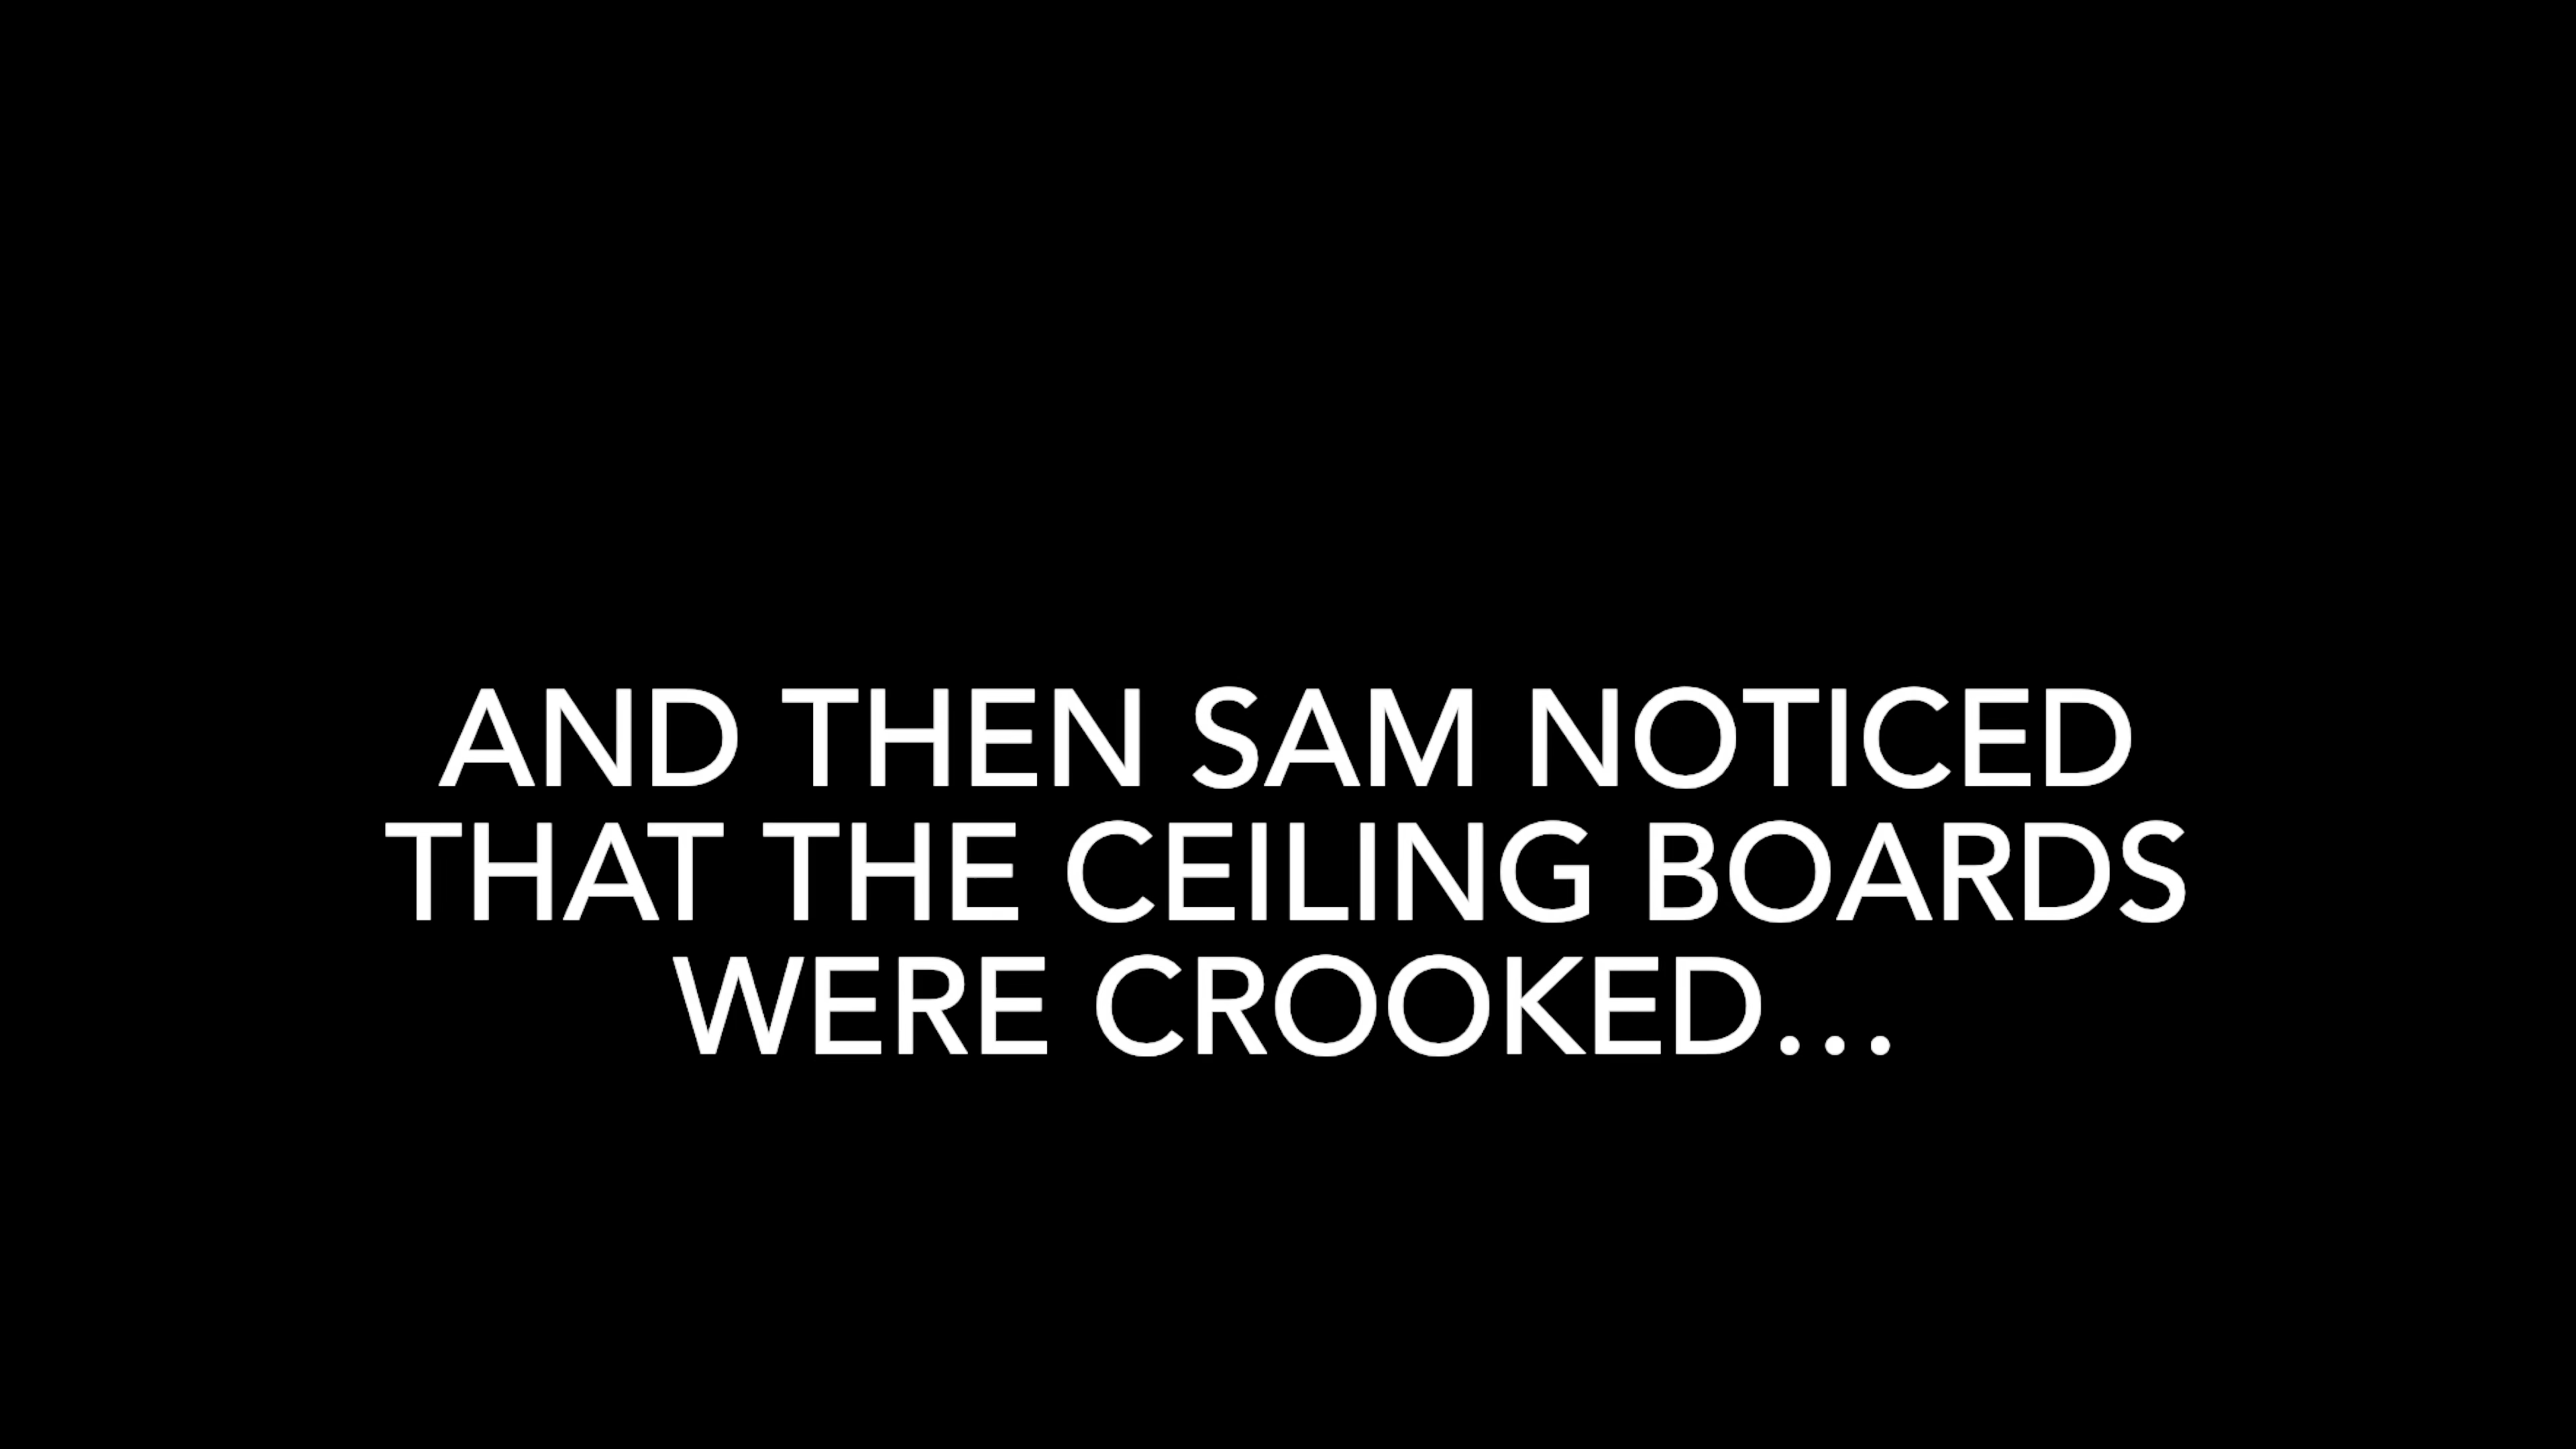 AND THEN SAM NOTICED
THAT THE CEILING BOARDS
WERE CROOKED...